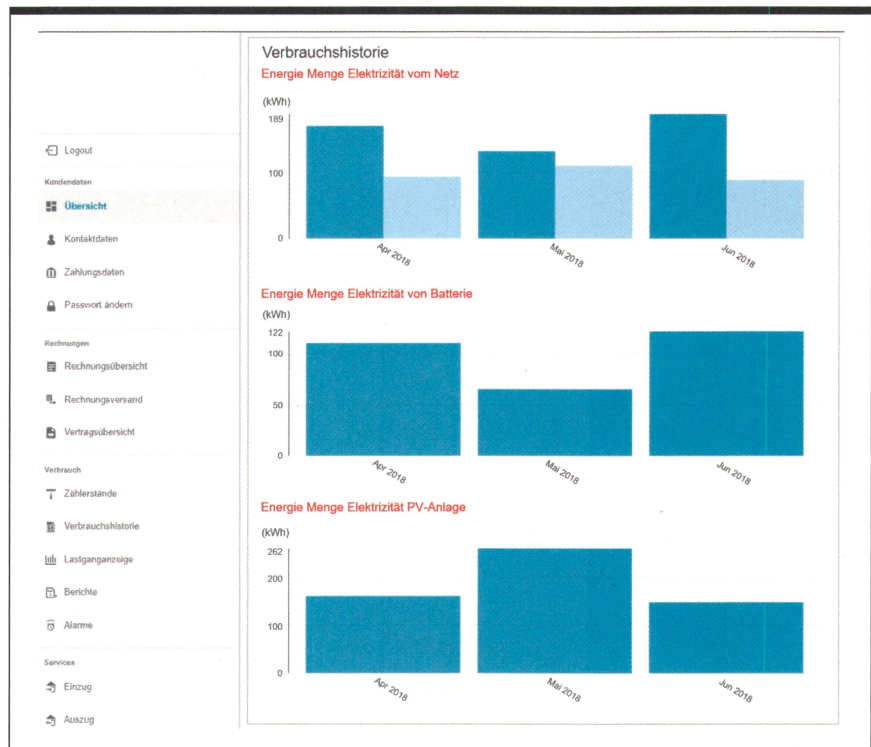 Logout
Kundendaten
Übersicht
Kontaktdaten
Zahlungsdaten
Passwort ändern
Rechnungen
Rechnungsübersicht
Rechnungsversand
Vertragsübersicht
Verbrauch
Zählerstände
Verbrauchshistorie
Lastganganzeige
Berichte
Alarme
Services
Einzug
Auszug
Verbrauchshistorie
Energie Menge Elektrizität vom Netz
(kWh)
189
100
0
Apr 2018
Mai 2018
Jun 2018
Energie Menge Elektrizität von Batterie
(kWh)
122
100
50
0
Apr 2018
Mai 2018
Jun 2018
Energie Menge Elektrizität PV-Anlage
(kWh)
262
200
100
0
Apr 2018
Mai 2018
Jun 2018